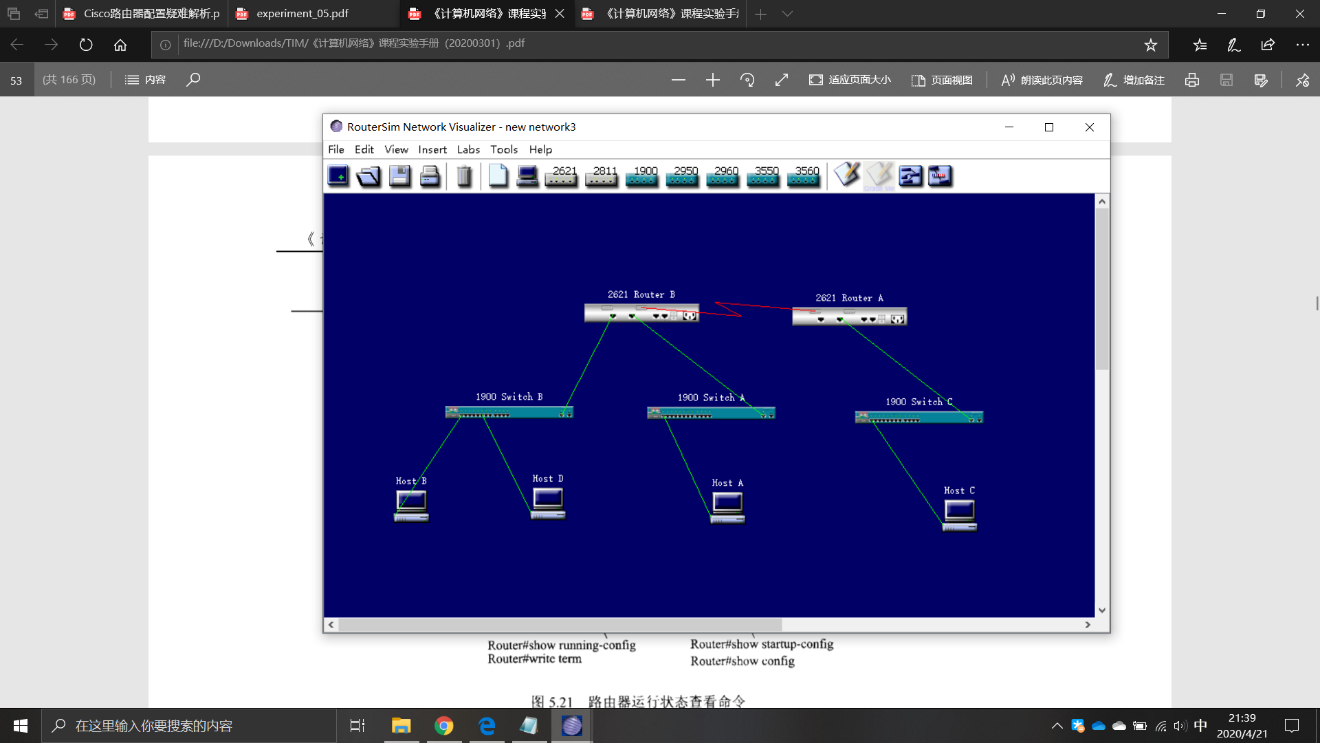 Cisco路由器配置疑难解析.p
experiment_05.pdf
《计算机网络》课程实验
《计算机网络》课程实验手
file:///D:/Downloads/TIM/《计算机网络》课程实验手册（20200301）.pdf
53
(共 166 页)
内容
适应页面大小
页面视图
朗读此页内容
增加备注
RouterSim Network Visualizer - new network3
File Edit View Insert Labs Tools Help
2621 2811 1900 2950 2960 3550 3560
2621 Router B
2621 Router A
1900 Switch B
1900 Switch A
1900 Switch C
Host B
Host D
Host A
Host C
Router#show running-config
Router#write term
Router#show startup-config
Router#show config
图 5.21 路由器运行状态查看命令
在这里输入你要搜索的内容
中
21:39
2020/4/21